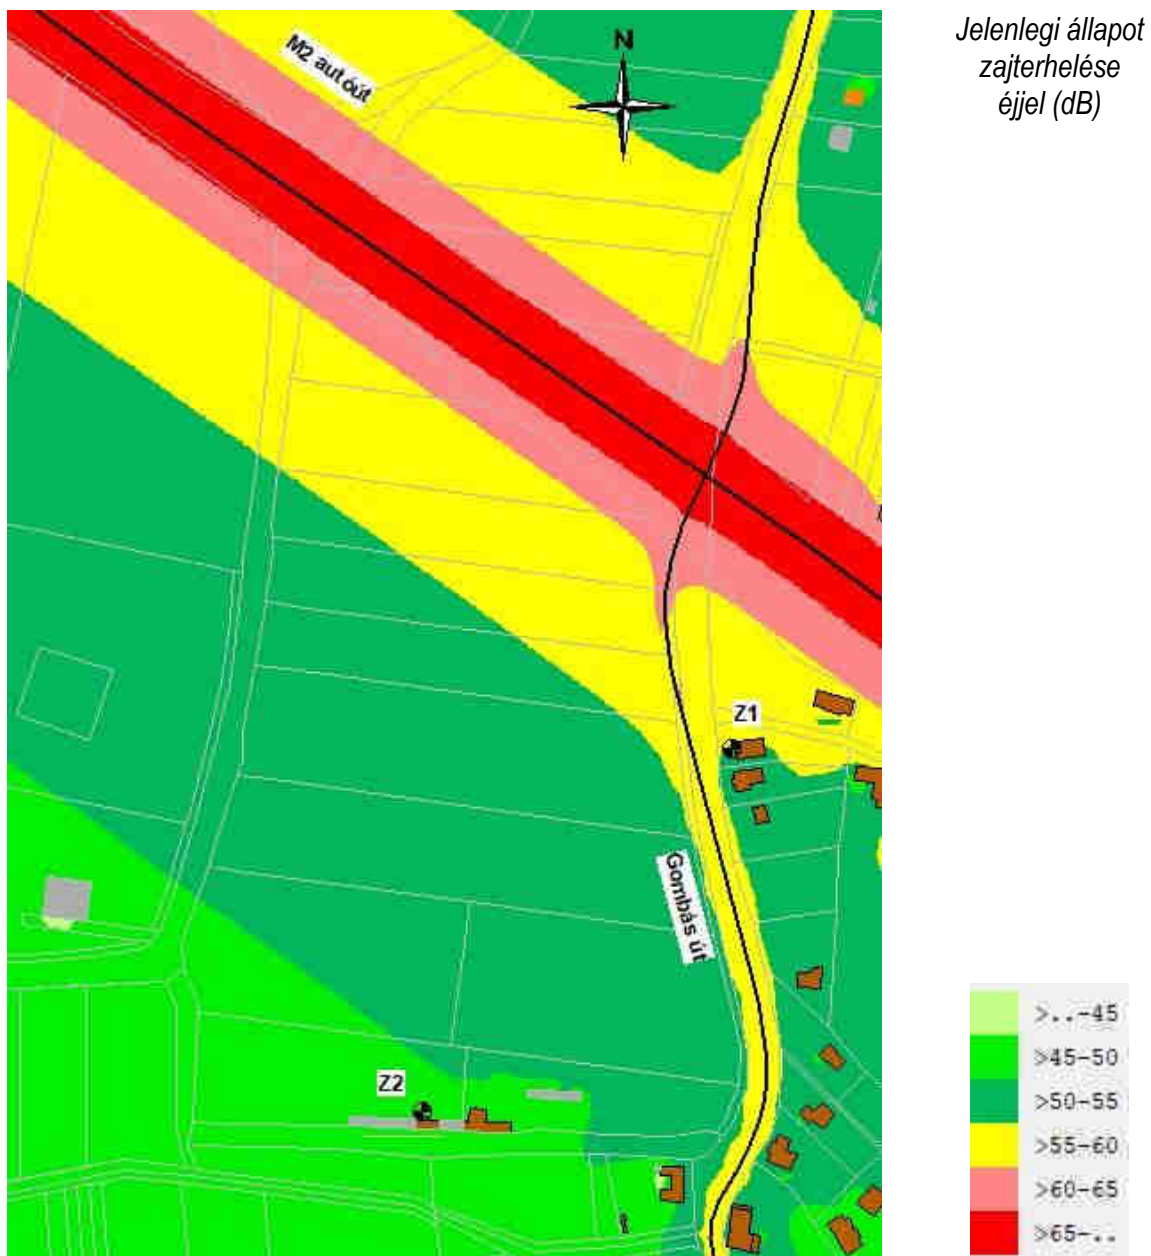 Jelenlegi állapot
zajterhelése
éjjel (dB)
M2 autóút
N
Z1
Gombás út
Z2
>..-45
>45-50
>50-55
>55-60
>60-65
>65-..